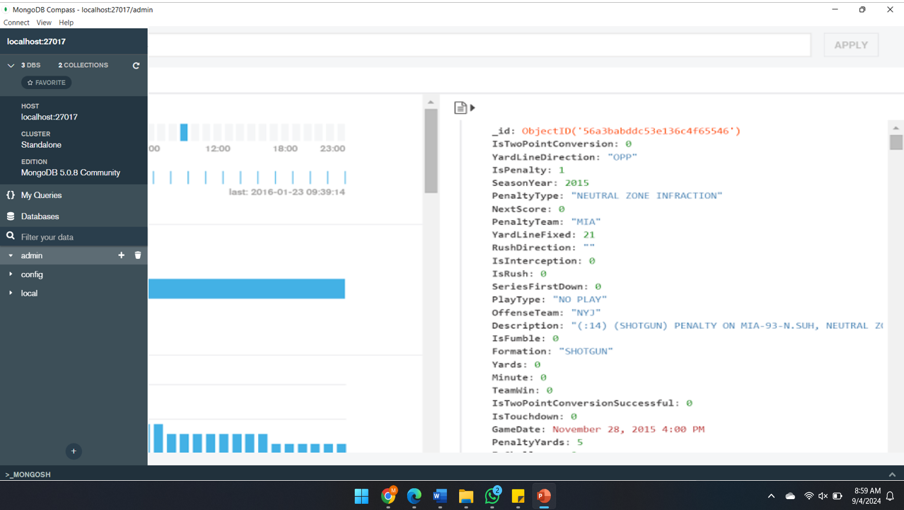 MongoDB Compass - localhost:27017/admin
Connect View Help
localhost:27017
3 DBS 2 COLLECTIONS
FAVORITE
HOST
localhost:27017
CLUSTER
Standalone
EDITION
MongoDB 5.0.8 Community
{} My Queries
Databases
Filter your data
admin
config
local
APPLY
:00 12:00 18:00 23:00
last: 2016-01-23 09:39:14
_id: ObjectID('56a3babddc53e136c4f65546')
IsTwoPointConversion: 0
YardLineDirection: "OPP"
IsPenalty: 1
SeasonYear: 2015
PenaltyType: "NEUTRAL ZONE INFRACTION"
NextScore: 0
PenaltyTeam: "MIA"
YardLineFixed: 21
RushDirection: ""
IsInterception: 0
IsRush: 0
SeriesFirstDown: 0
PlayType: "NO PLAY"
OffenseTeam: "NYJ"
Description: "(:14) (SHOTGUN) PENALTY ON MIA-93-N.SUH, NEUTRAL
IsFumble: 0
Formation: "SHOTGUN"
Yards: 0
Minute: 0
TeamWin: 0
IsTwoPointConversionSuccessful: 0
IsTouchdown: 0
GameDate: November 28, 2015 4:00 PM
PenaltyYards: 5
>_MONGOSH
8:59 AM
9/4/2024